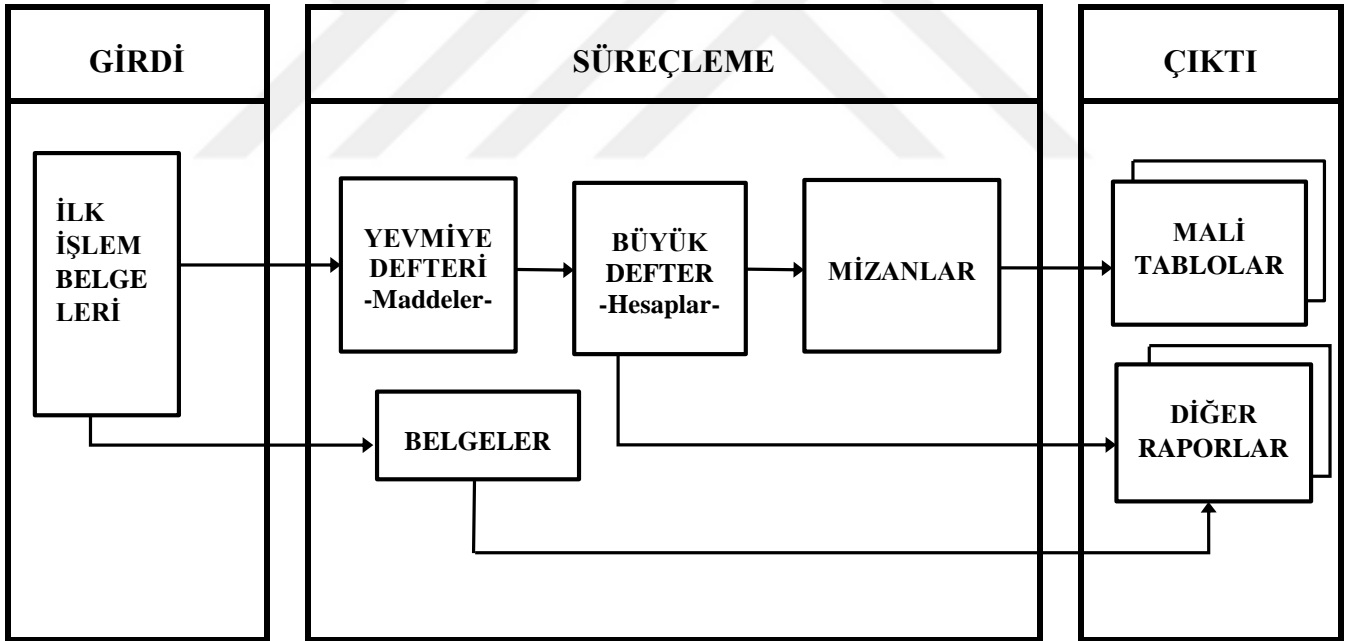 GİRDİ
SÜREÇLEME
ÇIKTI
İLK
İŞLEM
BELGE
LERİ
YEVMİYE
DEFTERİ
-Maddeler-
BÜYÜK
DEFTER
-Hesaplar-
MİZANLAR
MALİ
TABLOLAR
BELGELER
DİĞER
RAPORLAR